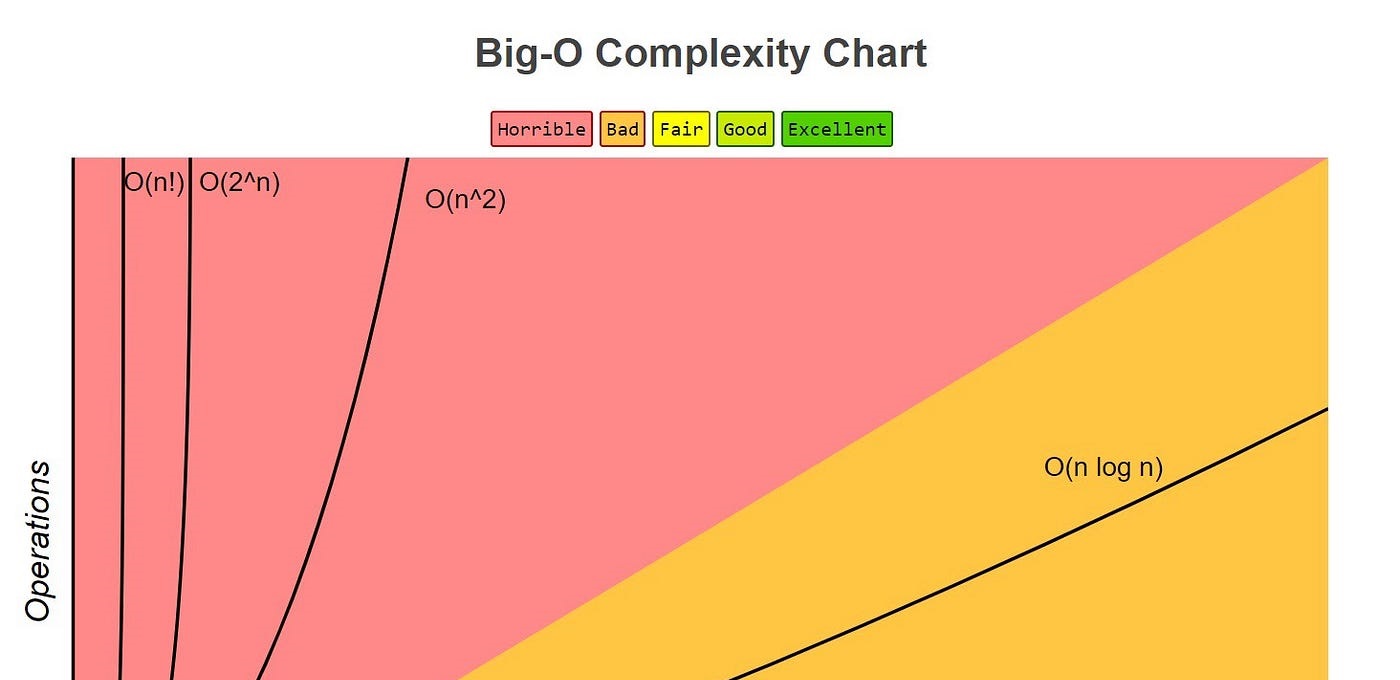 Big-O Complexity Chart
Horrible Bad Fair Good Excellent
O(n!) O(2^n)
O(n^2)
O(n log n)
Operations